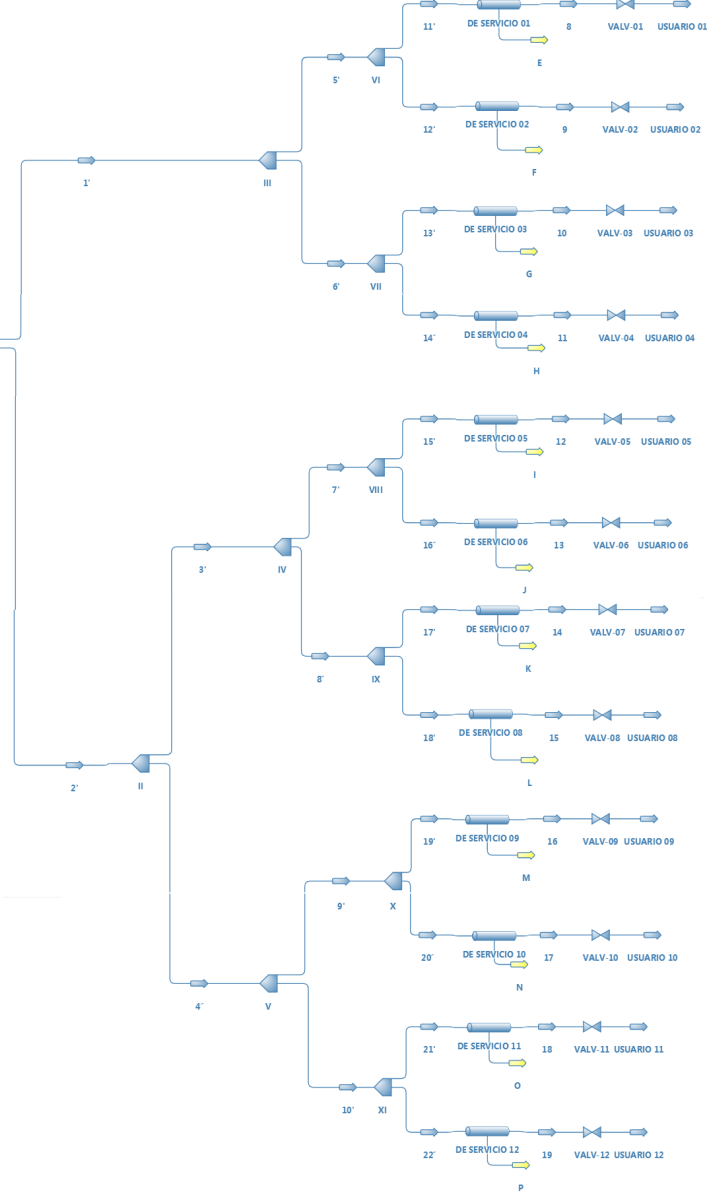 DE SERVICIO 01
11' 8 VALV-01 USUARIO 01
E
5' VI
DE SERVICIO 02
12' 9 VALV-02 USUARIO 02
F
1' III
DE SERVICIO 03
13' 10 VALV-03 USUARIO 03
G
6' VII
DE SERVICIO 04
14' 11 VALV-04 USUARIO 04
H
DE SERVICIO 05
15' 12 VALV-05 USUARIO 05
I
7' VIII
DE SERVICIO 06
16' 13 VALV-06 USUARIO 06
3' IV
J
DE SERVICIO 07
17' 14 VALV-07 USUARIO 07
K
8' IX
DE SERVICIO 08
18' 15 VALV-08 USUARIO 08
L
2' II
DE SERVICIO 09
19' 16 VALV-09 USUARIO 09
M
9' X
DE SERVICIO 10
20' 17 VALV-10 USUARIO 10
N
4' V
DE SERVICIO 11
21' 18 VALV-11 USUARIO 11
O
10' XI
DE SERVICIO 12
22' 19 VALV-12 USUARIO 12
P